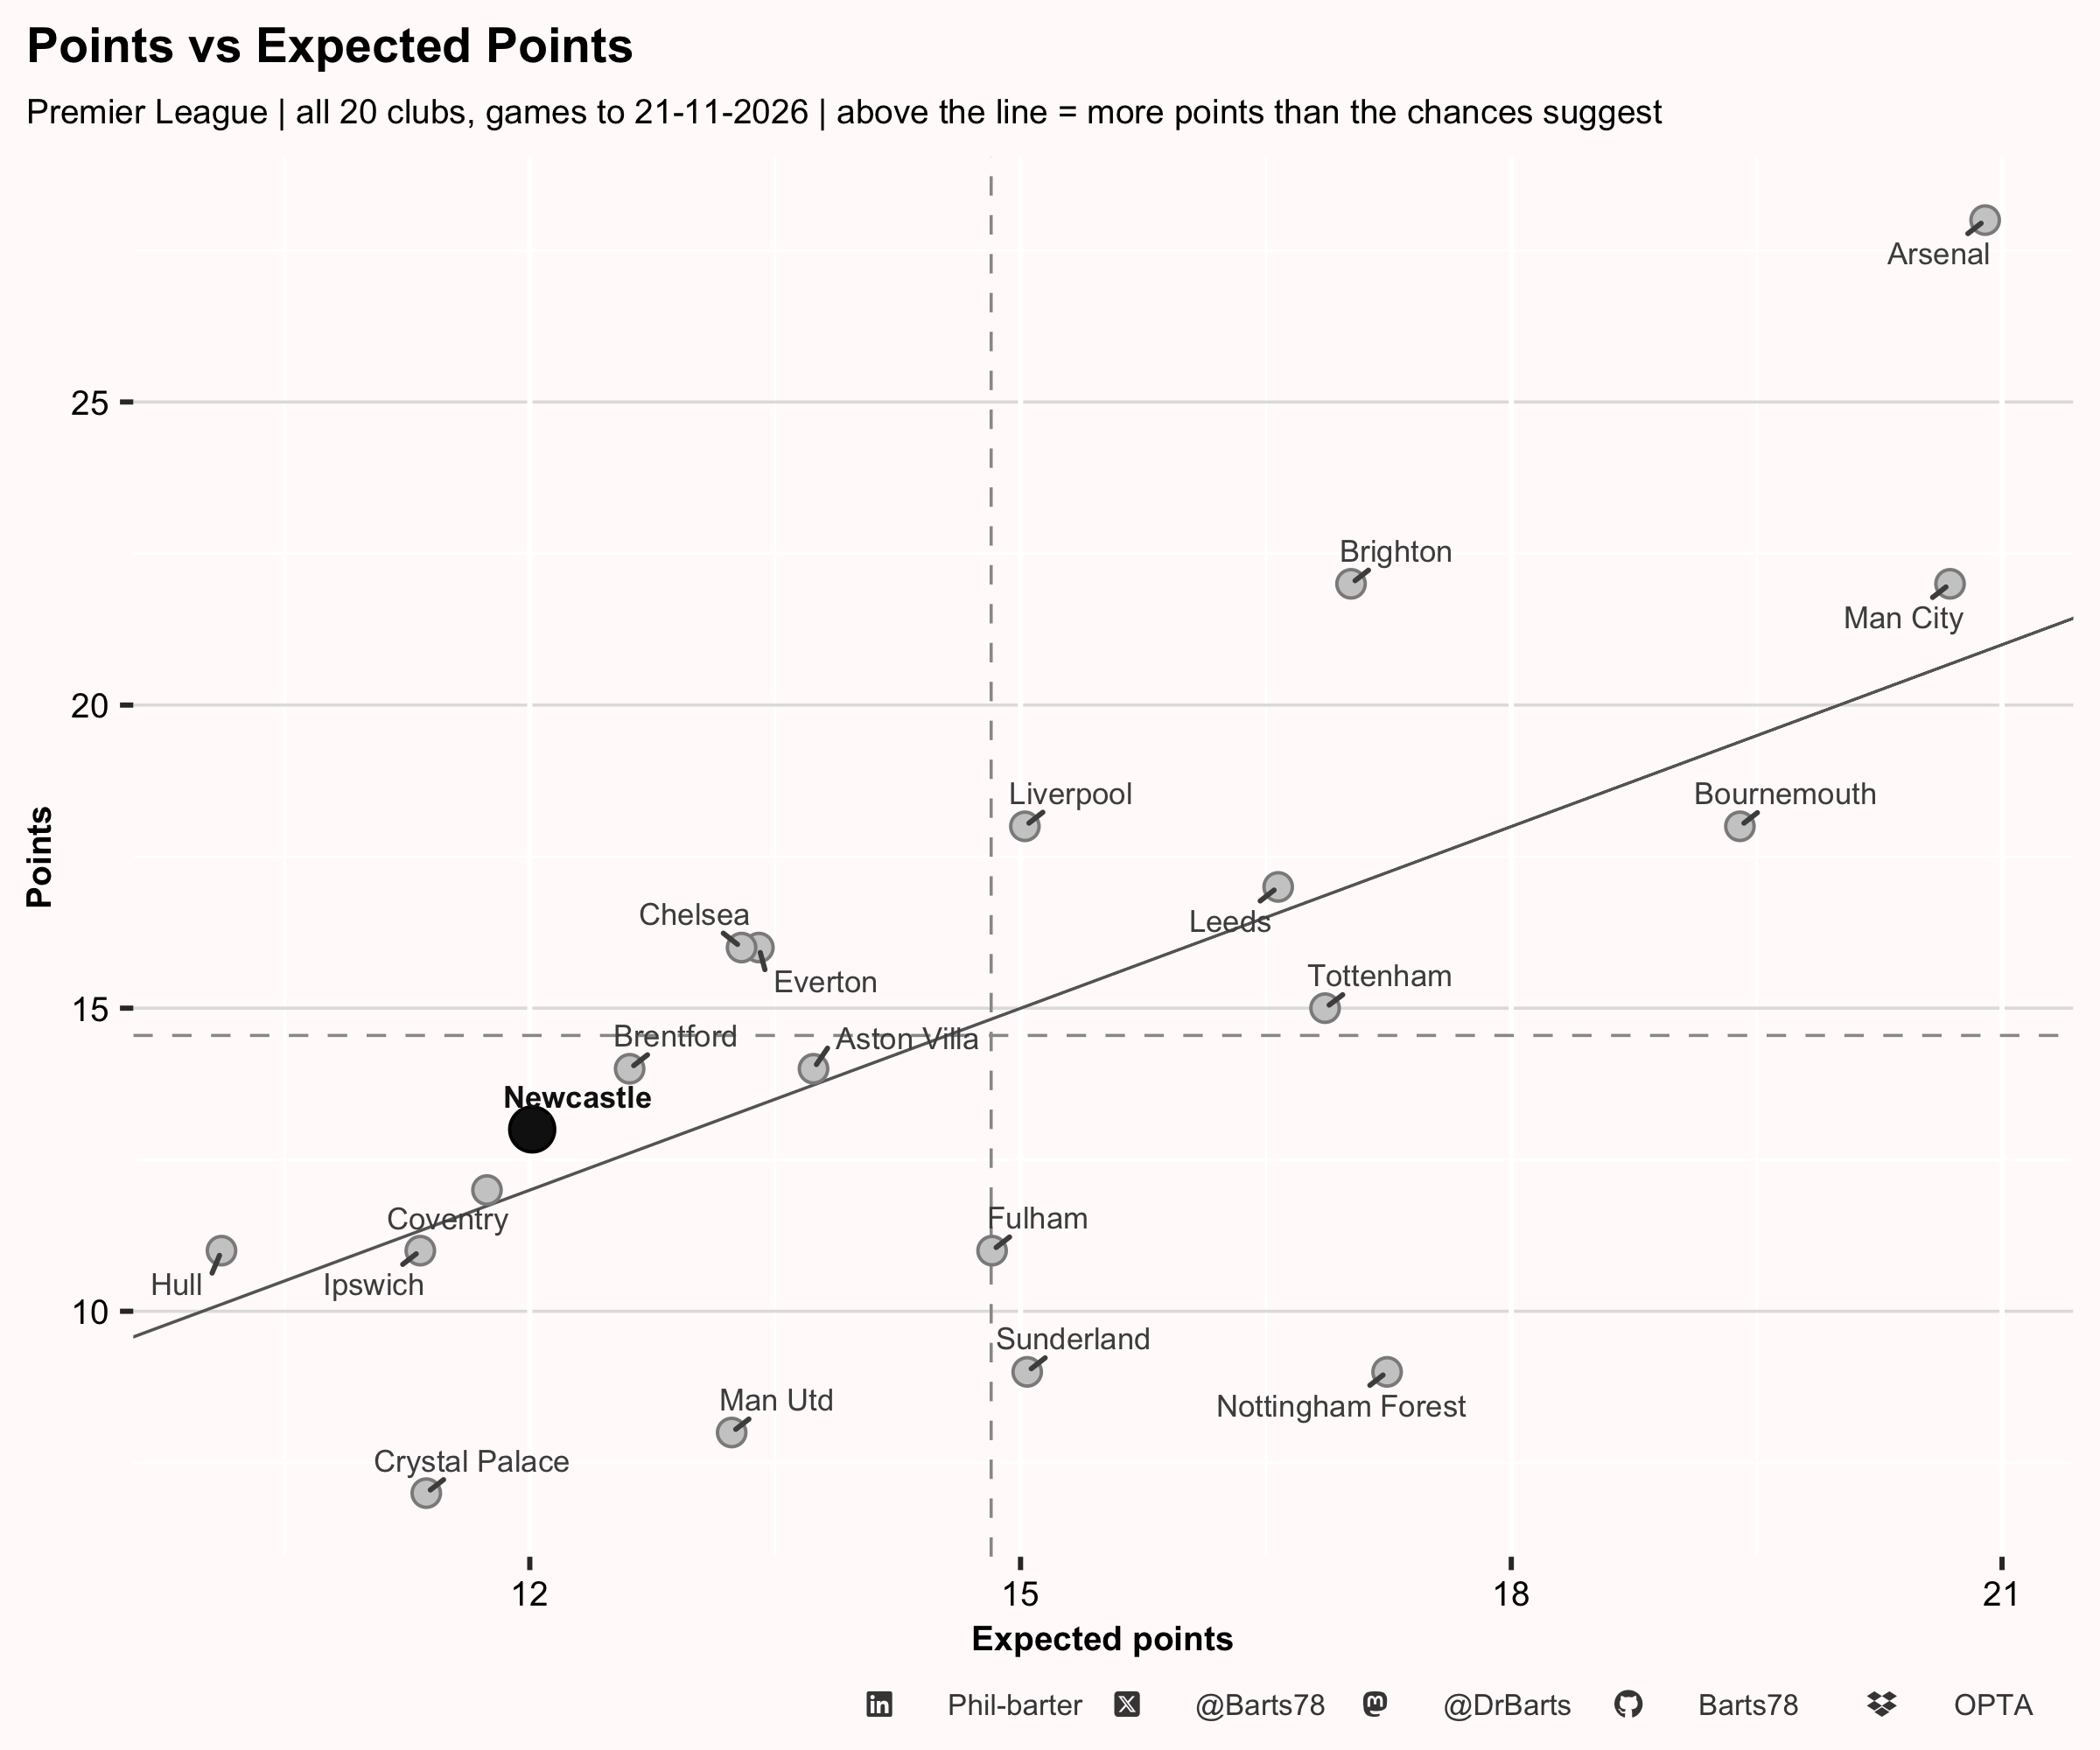 Points vs Expected Points
Premier League | all 20 clubs, games to 21-11-2026 | above the line = more points than the chances suggest
Arsenal
25
Brighton
Man City
20
Liverpool
Bournemouth
Chelsea
Leeds
Everton
Tottenham
15
Brentford
Aston Villa
Newcastle
Coventry
Fulham
Hull
Ipswich
10
Sunderland
Man Utd
Nottingham Forest
Crystal Palace
Points
12 15 18 21
Expected points
Phil-barter @Barts78 @DrBarts Barts78 OPTA